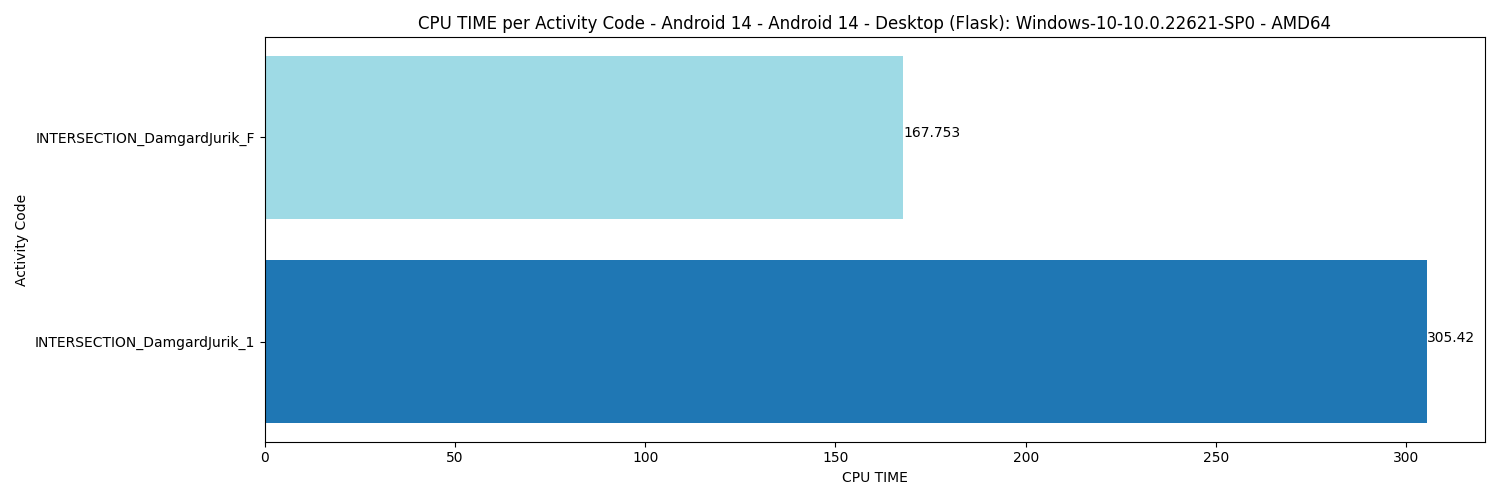 CPU TIME per Activity Code - Android 14 - Android 14 - Desktop (Flask): Windows-10-10.0.22621-SP0 - AMD64
INTERSECTION_DamgardJurik_F
167.753
Activity Code
INTERSECTION_DamgardJurik_1
305.42
0 50 100 150 200 250 300
CPU TIME